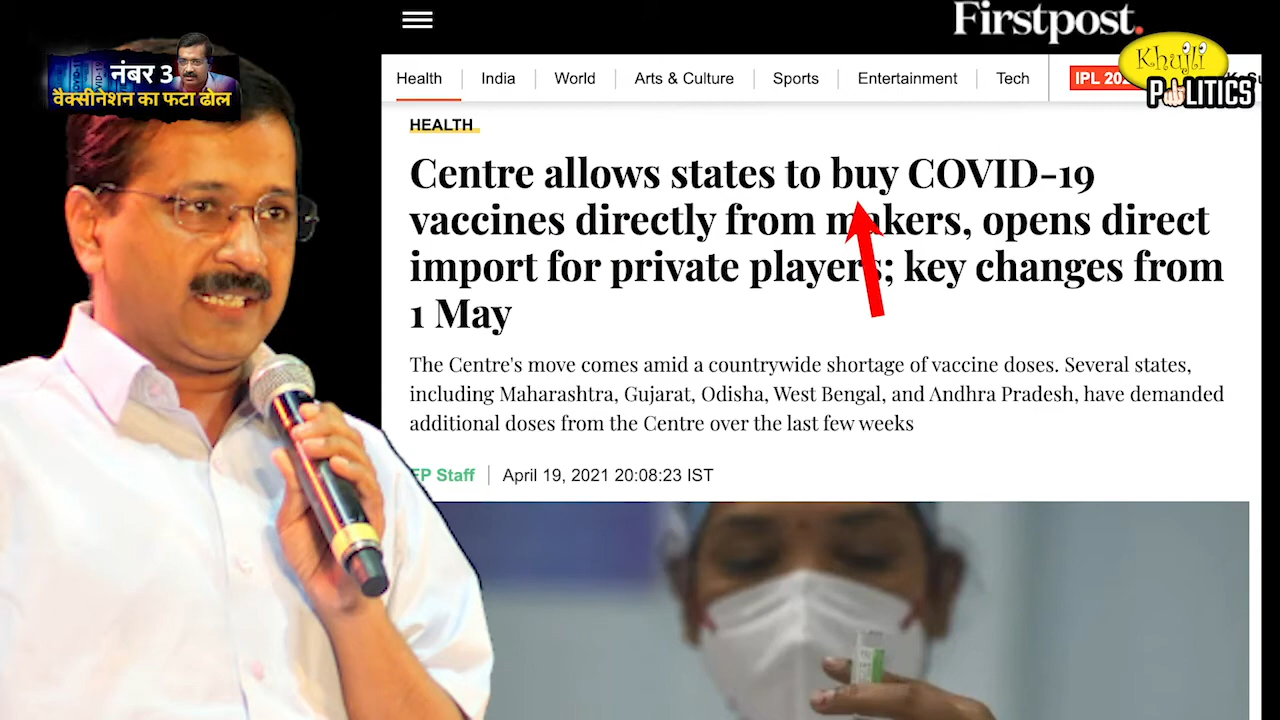 नंबर 3
वैक्सीनेशन का फटा ढोल
Firstpost.
Khujli
POLITICS
Health
India
World
Arts & Culture
Sports
Entertainment
Tech
HEALTH
Centre allows states to buy COVID-19
vaccines directly from makers, opens direct
import for private players; key changes from
1 May
The Centre's move comes amid a countrywide shortage of vaccine doses. Several states,
including Maharashtra, Gujarat, Odisha, West Bengal, and Andhra Pradesh, have demanded
additional doses from the Centre over the last few weeks
FP Staff
April 19, 2021 20:08:23 IST